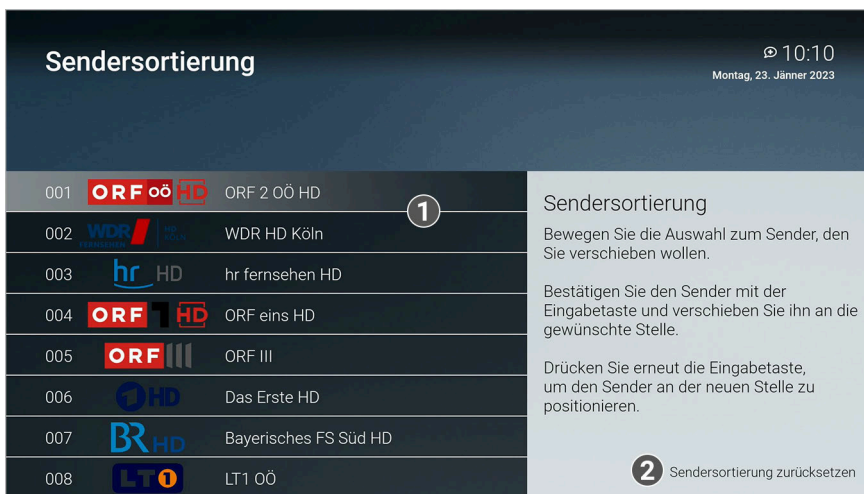 Sendersortierung
10:10
Montag, 23. Jänner 2023
001 ORF OÖ HD ORF 2 OÖ HD
1
002 WDR FERNSEHEN HD KÖLN WDR HD Köln
003 hr HD hr fernsehen HD
004 ORF 1 HD ORF eins HD
005 ORF III ORF III
006 1 HD Das Erste HD
007 BR HD Bayerisches FS Süd HD
008 LT1 LT1 OÖ
Sendersortierung
Bewegen Sie die Auswahl zum Sender, den
Sie verschieben wollen.
Bestätigen Sie den Sender mit der
Eingabetaste und verschieben Sie ihn an die
gewünschte Stelle.
Drücken Sie erneut die Eingabetaste,
um den Sender an der neuen Stelle zu
positionieren.
2 Sendersortierung zurücksetzen